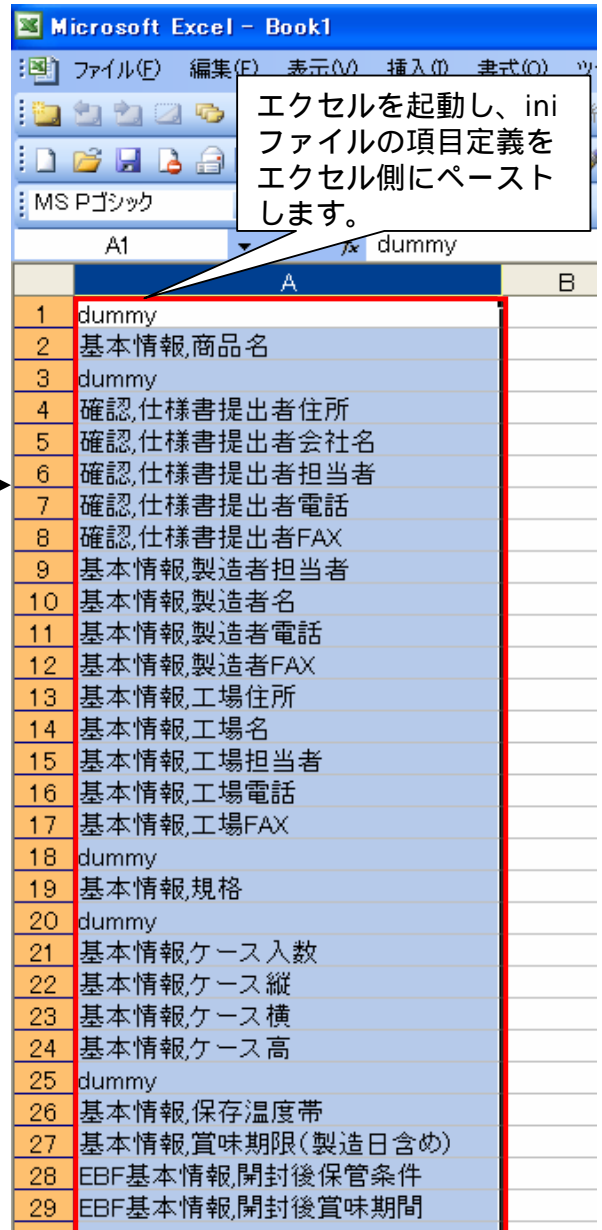 Microsoft Excel - Book1
ファイル(F) 編集(E) 表示(V) 挿入(I) 書式(O)
エクセルを起動し、ini
ファイルの項目定義を
エクセル側にペースト
します。
MS Pゴシック
A1 fx dummy
A B
1 dummy
2 基本情報,商品名
3 dummy
4 確認,仕様書提出者住所
5 確認,仕様書提出者会社名
6 確認,仕様書提出者担当者
7 確認,仕様書提出者電話
8 確認,仕様書提出者FAX
9 基本情報,製造者担当者
10 基本情報,製造者名
11 基本情報,製造者電話
12 基本情報,製造者FAX
13 基本情報,工場住所
14 基本情報,工場名
15 基本情報,工場担当者
16 基本情報,工場電話
17 基本情報,工場FAX
18 dummy
19 基本情報,規格
20 dummy
21 基本情報,ケース入数
22 基本情報,ケース縦
23 基本情報,ケース横
24 基本情報,ケース高
25 dummy
26 基本情報,保存温度帯
27 基本情報,賞味期限(製造日含め)
28 EBF基本情報,開封後保管条件
29 EBF基本情報,開封後賞味期間